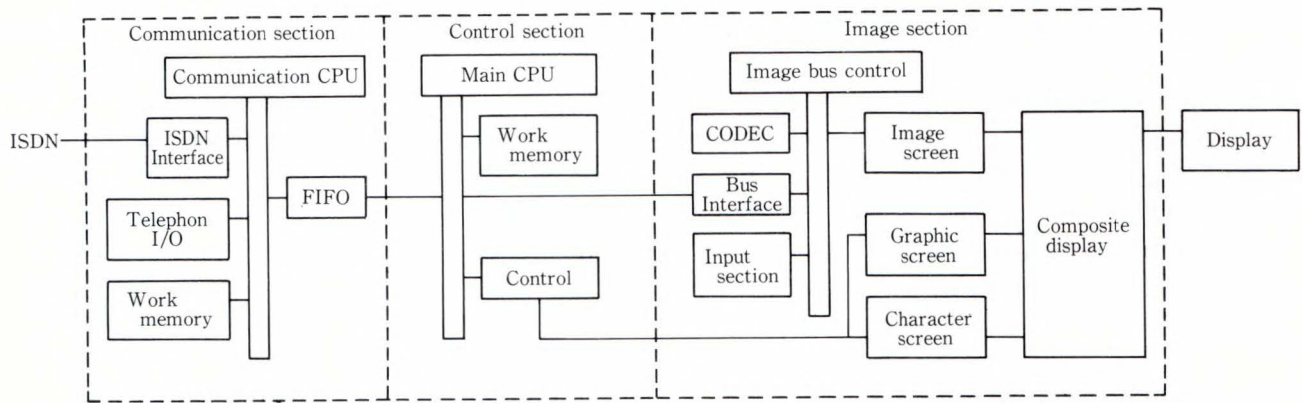 Communication section
Control section
Image section
Communication CPU
Main CPU
Image bus control
ISDN
ISDN
Interface
Work
memory
CODEC
Image
screen
Display
FIFO
Bus
Interface
Telephon
I/O
Graphic
screen
Composite
display
Input
section
Control
Work
memory
Character
screen